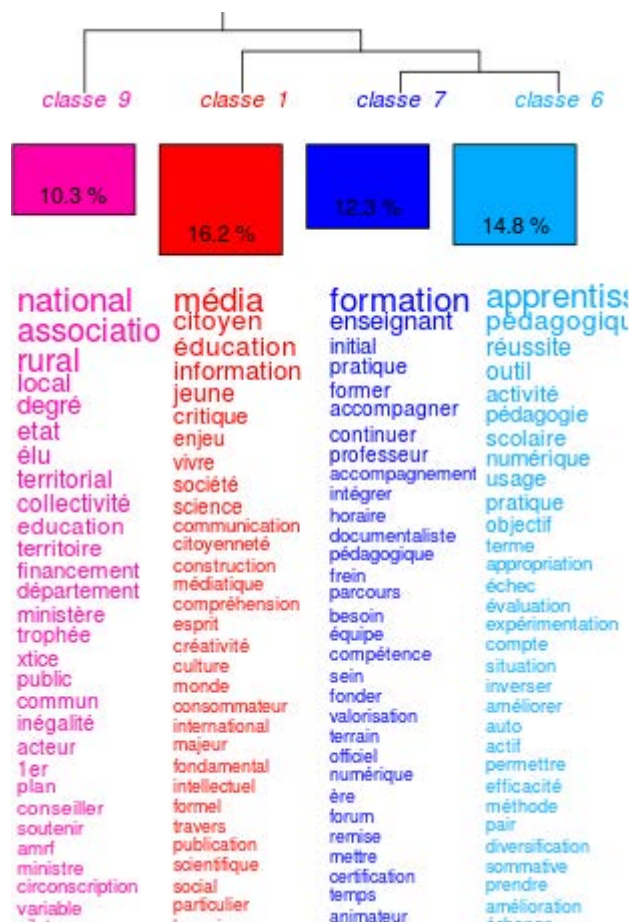 classe 9
classe 1
classe 7
classe 6
10.3 %
16.2 %
12.3 %
14.8 %
national
associatio
rural
local
degré
etat
élu
territorial
collectivité
education
territoire
financement
département
ministère
trophée
xtice
public
commun
inégalité
acteur
1er
plan
conseiller
soutenir
amrf
ministre
circonscription
variable
média
citoyen
éducation
information
jeune
critique
enjeu
vivre
société
science
communication
citoyenneté
construction
médiatique
compréhension
esprit
créativité
culture
monde
consommateur
international
majeur
fondamental
intellectuel
formel
travers
publication
scientifique
social
particulier
formation
enseignant
initial
pratique
former
accompagner
continuer
professeur
accompagnement
intégrer
horaire
documentaliste
pédagogique
frein
parcours
besoin
équipe
compétence
sein
fonder
valorisation
terrain
officiel
numérique
ère
forum
remise
mettre
certification
temps
animateur
apprentiss
pédagogiqu
réussite
outil
activité
pédagogie
scolaire
numérique
usage
pratique
objectif
terme
appropriation
échec
évaluation
expérimentation
compte
situation
inverser
améliorer
auto
actif
permettre
efficacité
méthode
pair
diversification
sommative
prendre
amélioration